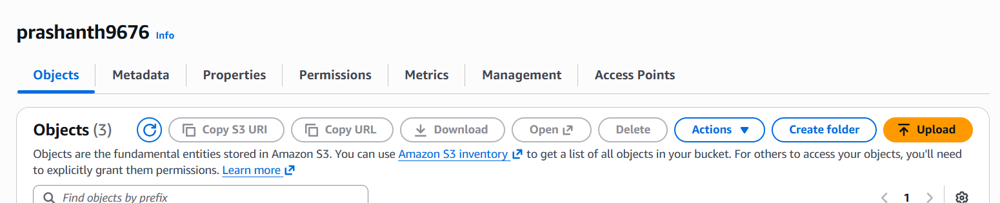 prashanth9676 Info
Objects Metadata Properties Permissions Metrics Management Access Points
Objects (3) Copy S3 URI Copy URL Download Open Delete Actions Create folder Upload
Objects are the fundamental entities stored in Amazon S3. You can use Amazon S3 inventory to get a list of all objects in your bucket. For others to access your objects, you'll need
to explicitly grant them permissions. Learn more
Find objects by prefix 1